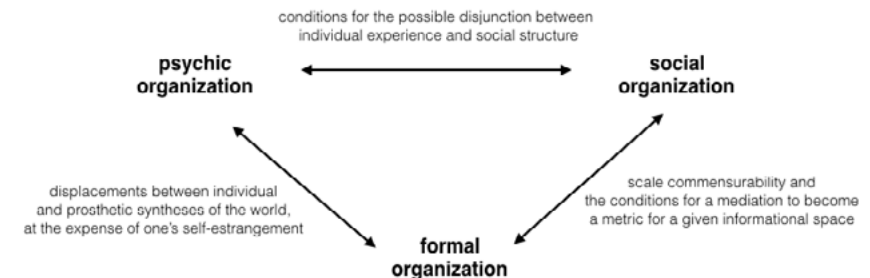 conditions for the possible disjunction between
individual experience and social structure
psychic
organization
social
organization
displacements between individual
and prosthetic syntheses of the world,
at the expense of one's self-estrangement
scale commensurability and
the conditions for a mediation to become
a metric for a given informational space
formal
organization